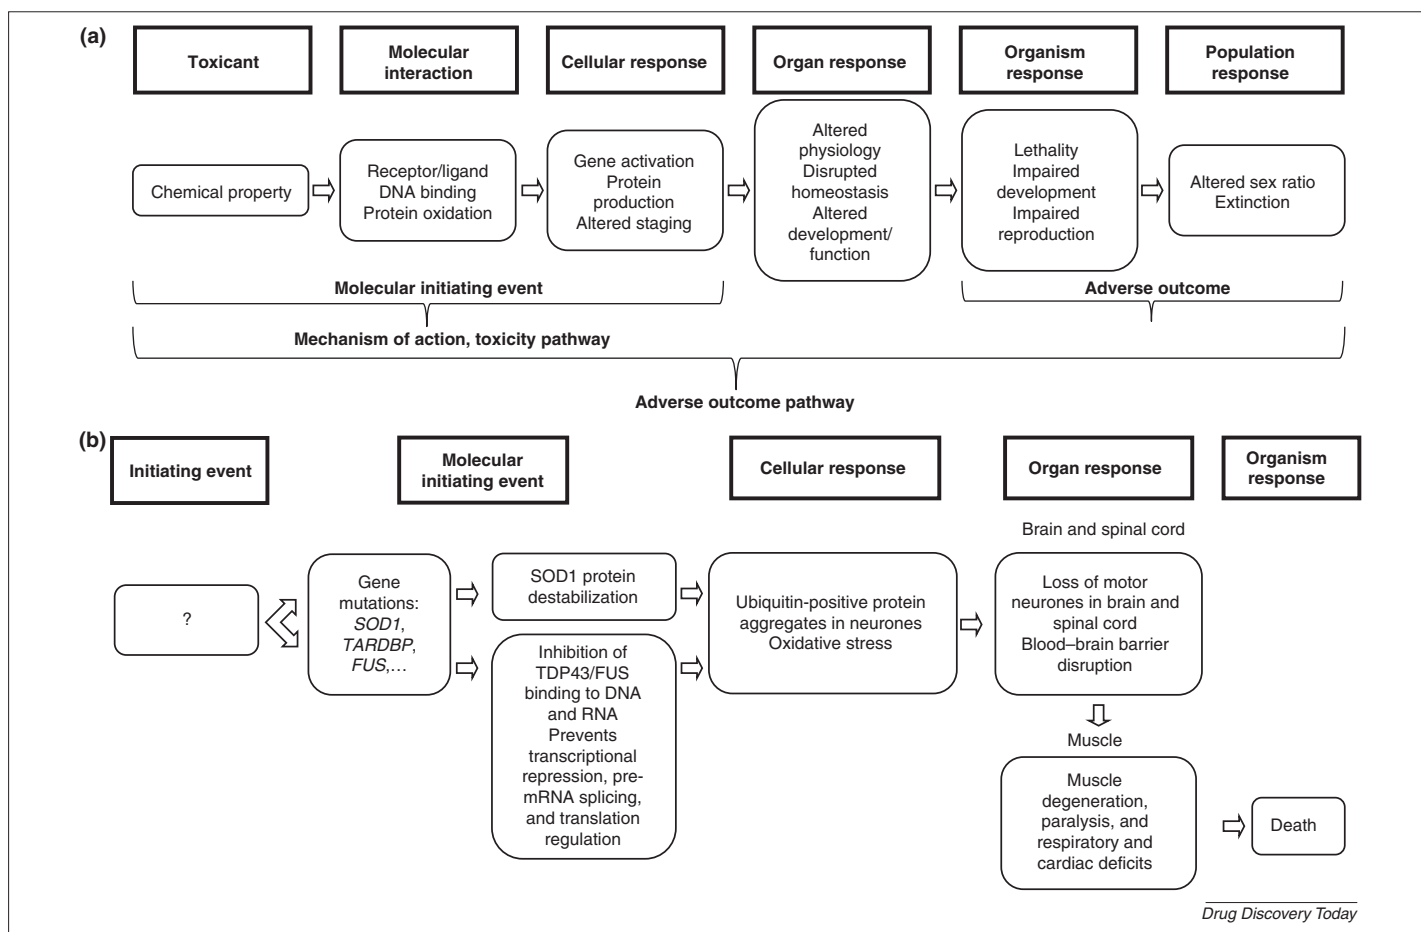 (a)
Toxicant
Molecular
interaction
Cellular response
Organ response
Organism
response
Population
response
Chemical property
Receptor/ligand
DNA binding
Protein oxidation
Gene activation
Protein
production
Altered staging
Altered
physiology
Disrupted
homeostasis
Altered
development/
function
Lethality
Impaired
development
Impaired
reproduction
Altered sex ratio
Extinction
Molecular initiating event
Adverse outcome
Mechanism of action, toxicity pathway
Adverse outcome pathway
(b)
Initiating event
Molecular
initiating event
Cellular response
Organ response
Organism
response
?
Gene
mutations:
SOD1,
TARDBP,
FUS,…
SOD1 protein
destabilization
Inhibition of
TDP43/FUS
binding to DNA
and RNA
Prevents
transcriptional
repression, pre-
mRNA splicing,
and translation
regulation
Ubiquitin-positive protein
aggregates in neurones
Oxidative stress
Brain and spinal cord
Loss of motor
neurones in brain and
spinal cord
Blood–brain barrier
disruption
Muscle
Muscle
degeneration,
paralysis, and
respiratory and
cardiac deficits
Death
Drug Discovery Today